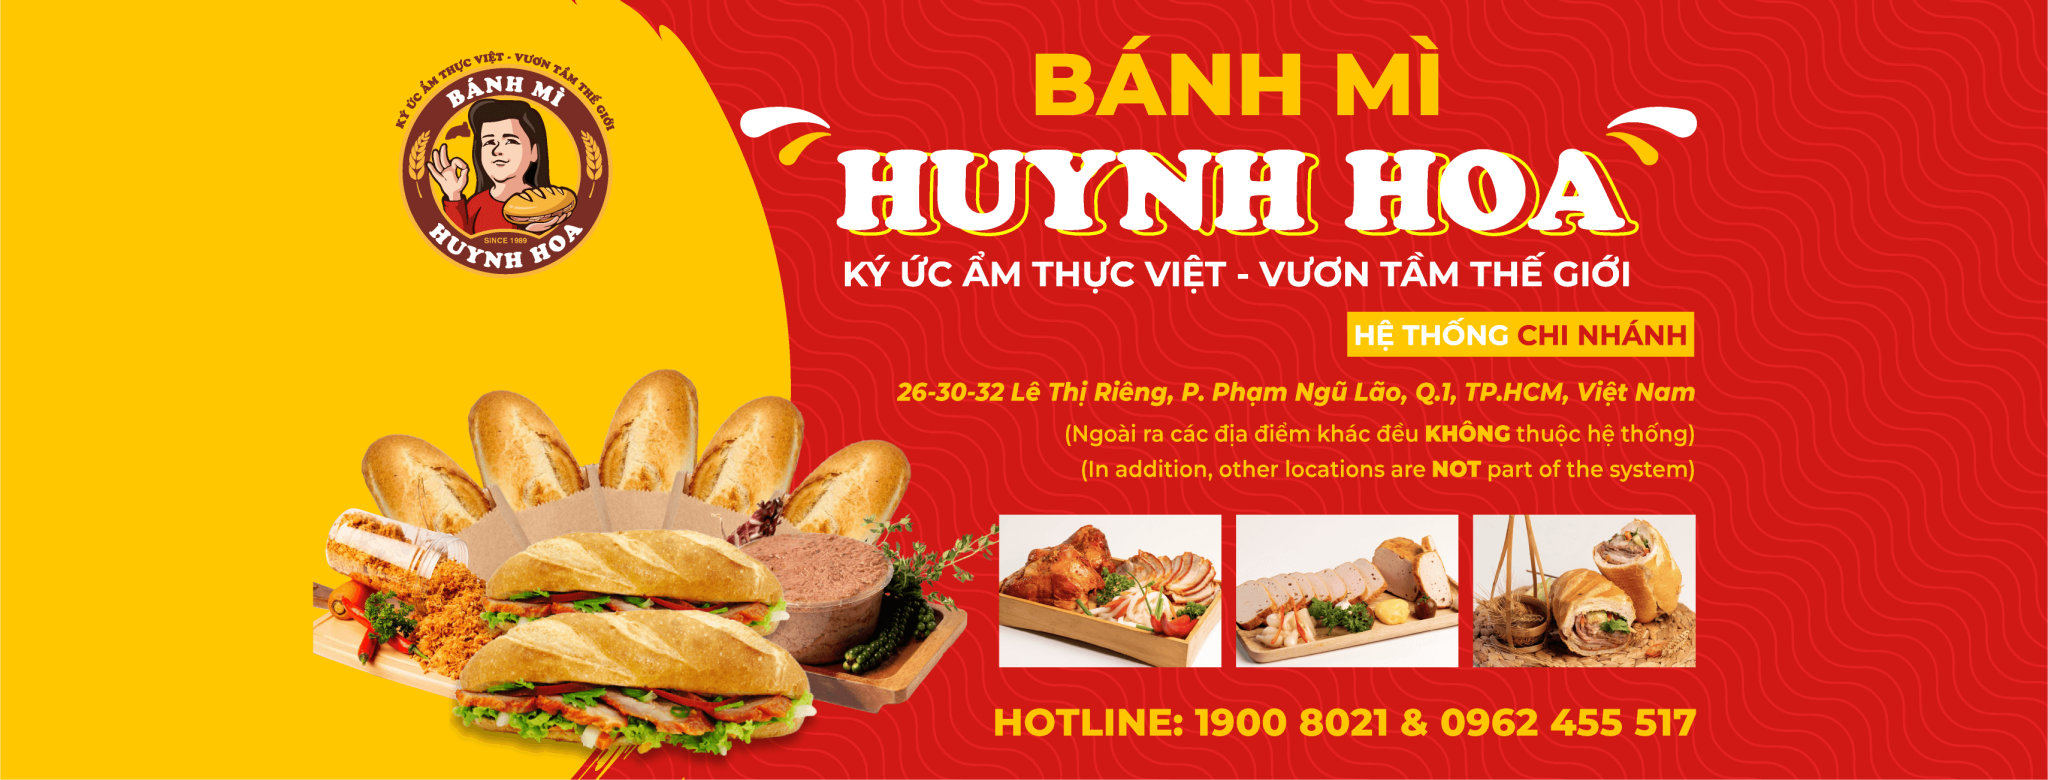 KÝ ỨC ẨM THỰC VIỆT - VƯƠN TẦM THẾ GIỚI
BÁNH MÌ
SINCE 1989
HUYNH HOA
BÁNH MÌ
HUYNH HOA
KÝ ỨC ẨM THỰC VIỆT - VƯƠN TẦM THẾ GIỚI
HỆ THỐNG CHI NHÁNH
26-30-32 Lê Thị Riêng, P. Phạm Ngũ Lão, Q.1, TP.HCM, Việt Nam
(Ngoài ra các địa điểm khác đều KHÔNG thuộc hệ thống)
(In addition, other locations are NOT part of the system)
HOTLINE: 1900 8021 & 0962 455 517